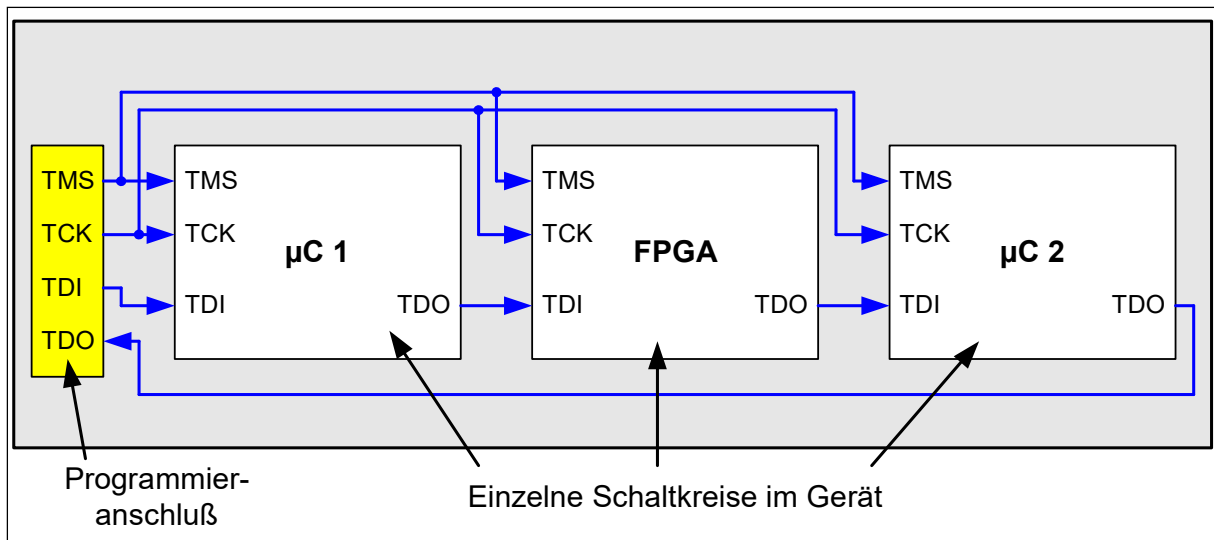 TMS
TCK
TDI
TDO
TMS
TCK
TDI
µC 1
TDO
TMS
TCK
TDI
FPGA
TDO
TMS
TCK
TDI
µC 2
TDO
Programmier-
anschluß
Einzelne Schaltkreise im Gerät